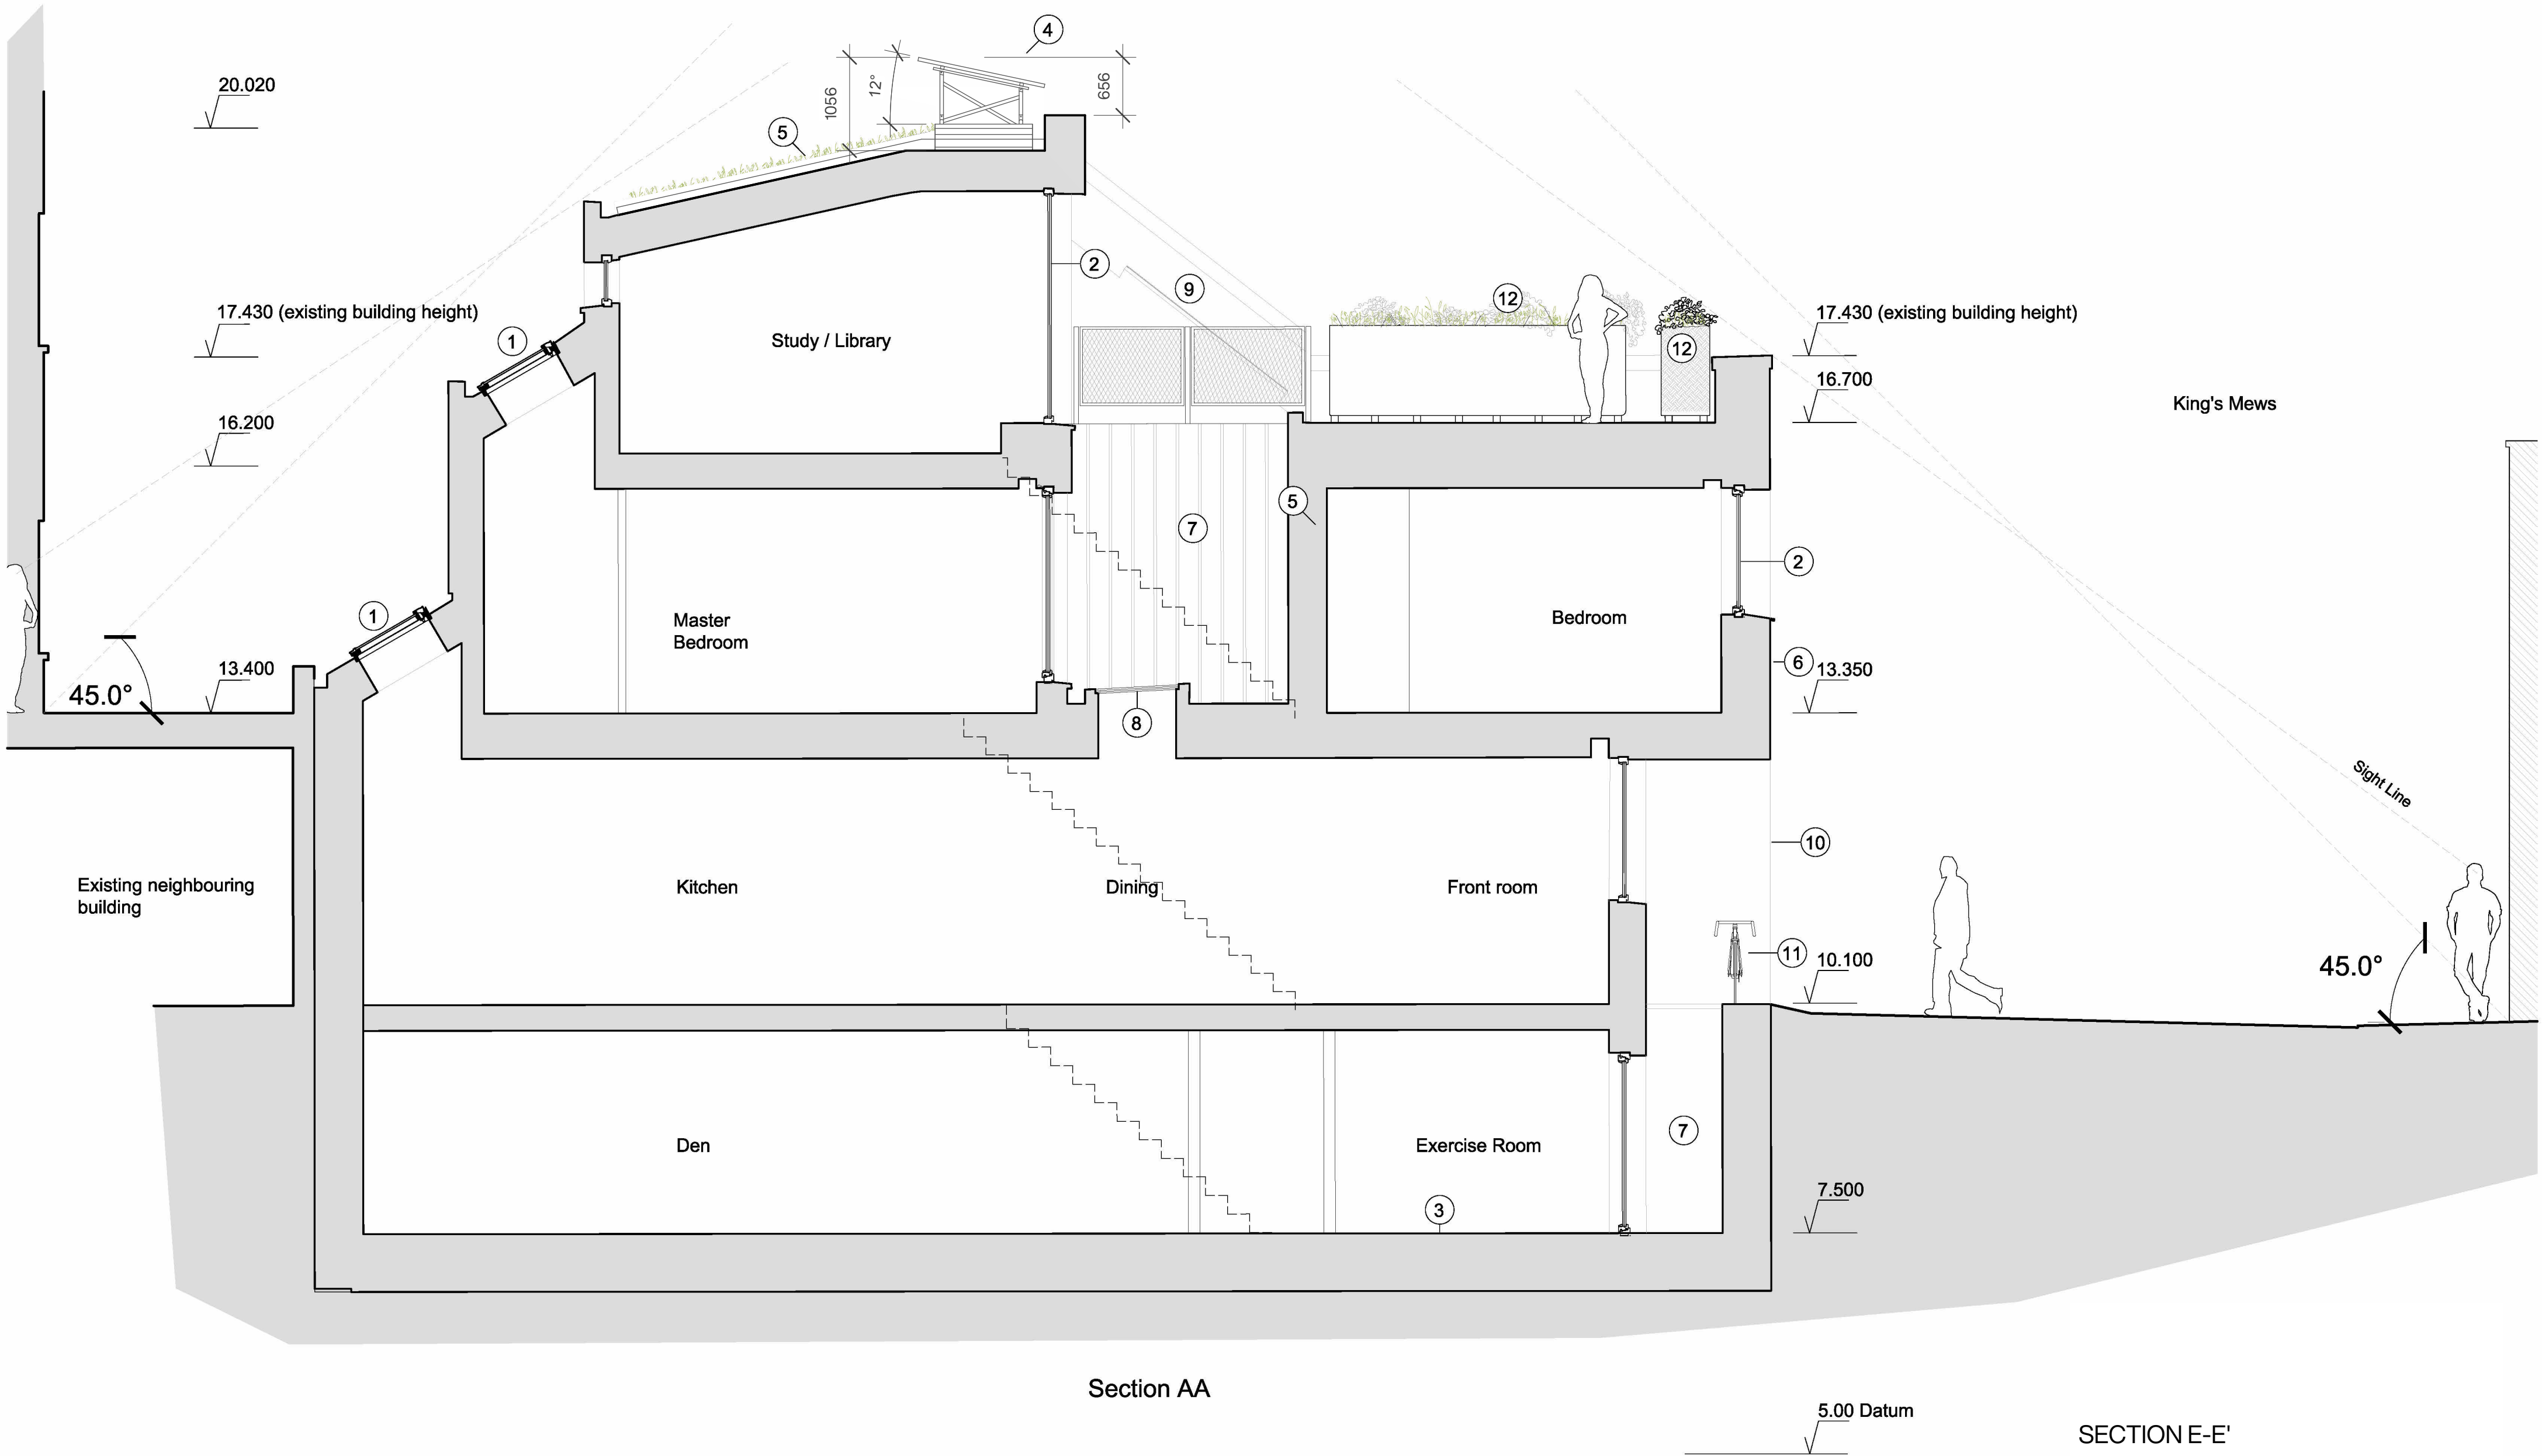 4
20.020
1056
12°
656
5
2
9
12
17.430 (existing building height)
17.430 (existing building height)
1
Study / Library
12
16.700
King's Mews
16.200
5
7
2
1
Master
Bedroom
Bedroom
6
13.400
13.350
45.0°
8
Sight Line
10
Existing neighbouring
building
Kitchen
Dining
Front room
11
10.100
45.0°
Den
Exercise Room
7
3
7.500
Section AA
5.00 Datum
SECTION E-E'